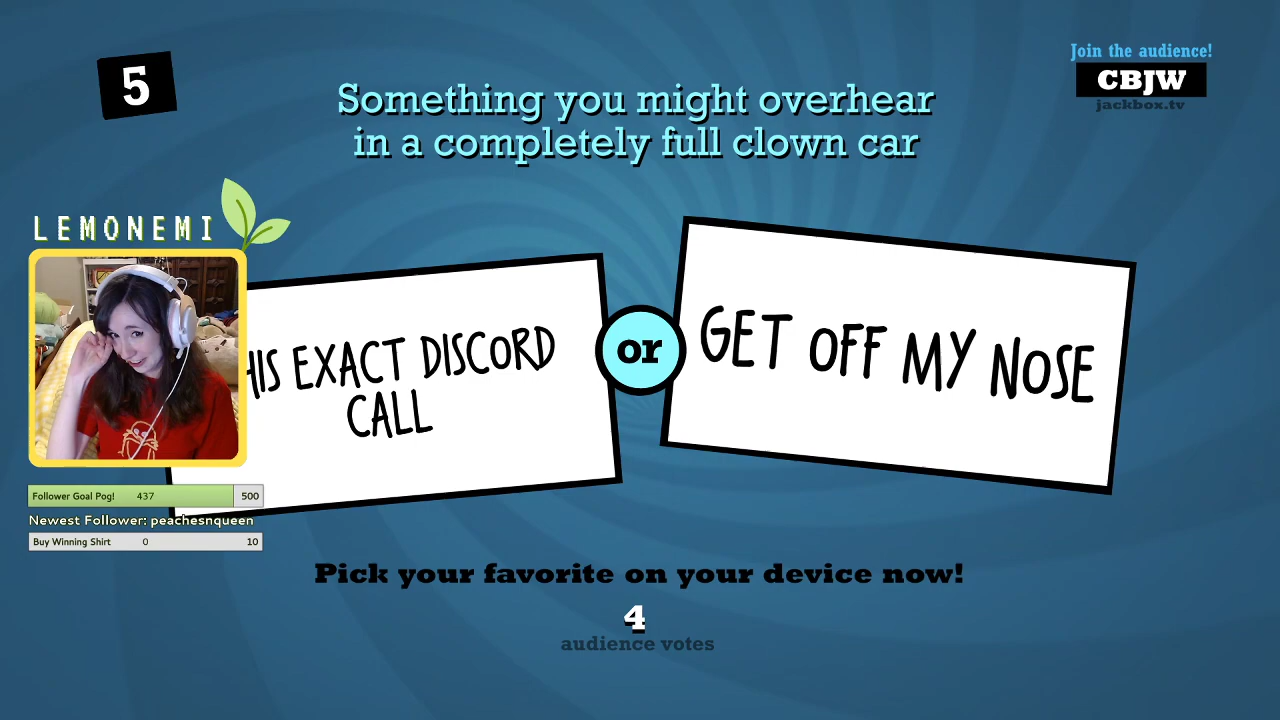 5
Something you might overhear
in a completely full clown car
Join the audience!
CBJW
jackbox.tv
LEMONEMI
EXACT DISCORD
CALL
or
GET OFF MY NOSE
Follower Goal Pog! 437 500
Newest Follower: peachesnqueen
Buy Winning Shirt 0 10
Pick your favorite on your device now!
4
audience votes